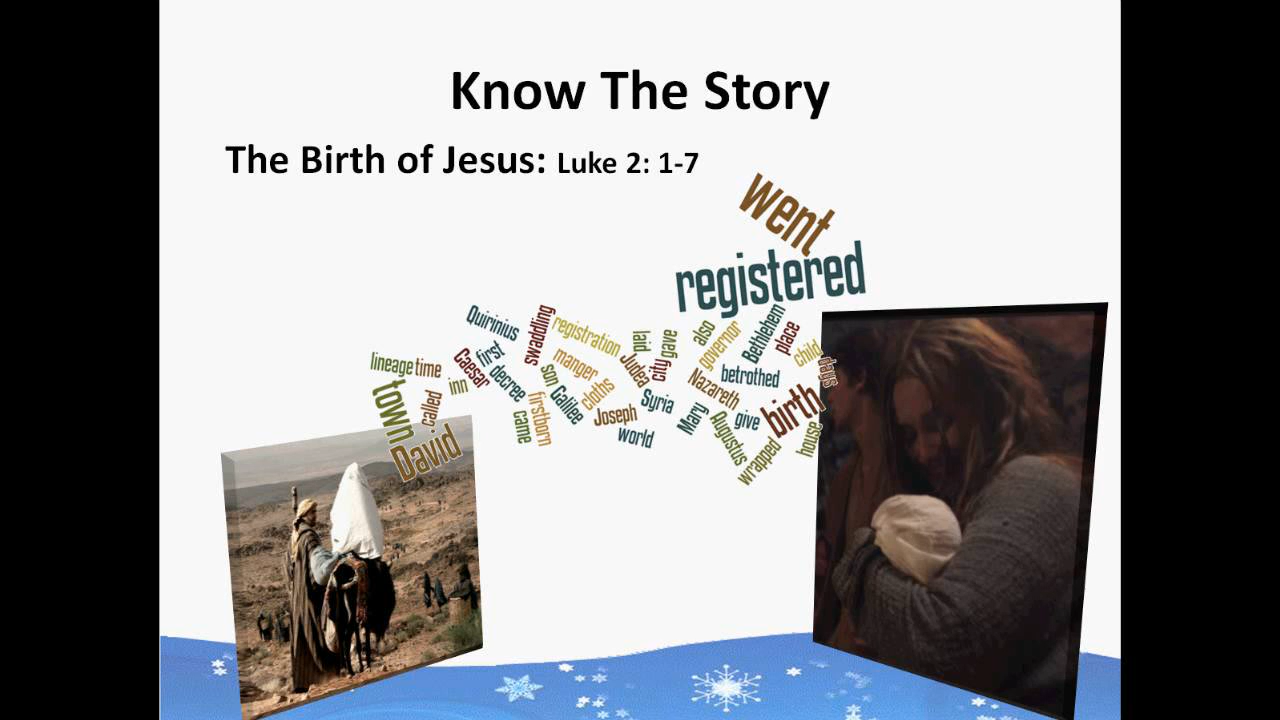 Know The Story
The Birth of Jesus: Luke 2: 1-7
went
registered
Quirinius
swaddling
registration
laid
gave
also
governor
Bethlehem
place
child
days
lineage
time
Caesar
first
decree
inn
manger
son
Judea
city
cloths
Galilee
Nazareth
betrothed
town
called
David
came
firstborn
Joseph
Syria
world
Mary
Augustus
give
birth
wrapped
house